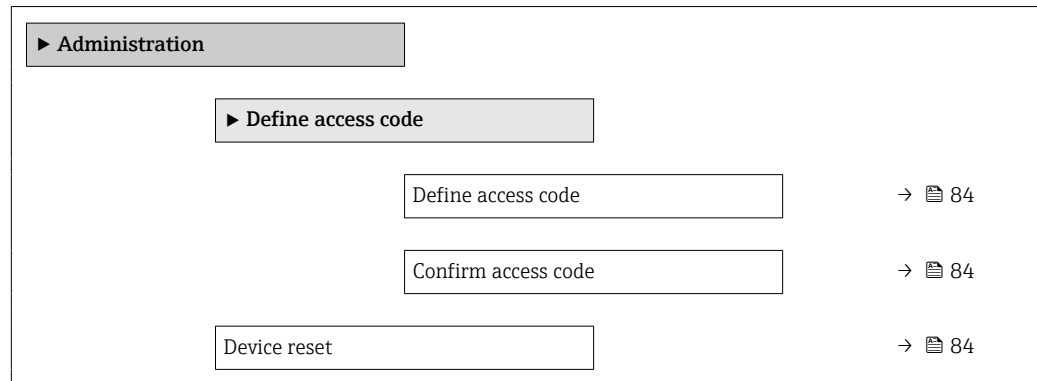 ▶ Administration
▶ Define access code
Define access code → 84
Confirm access code → 84
Device reset → 84